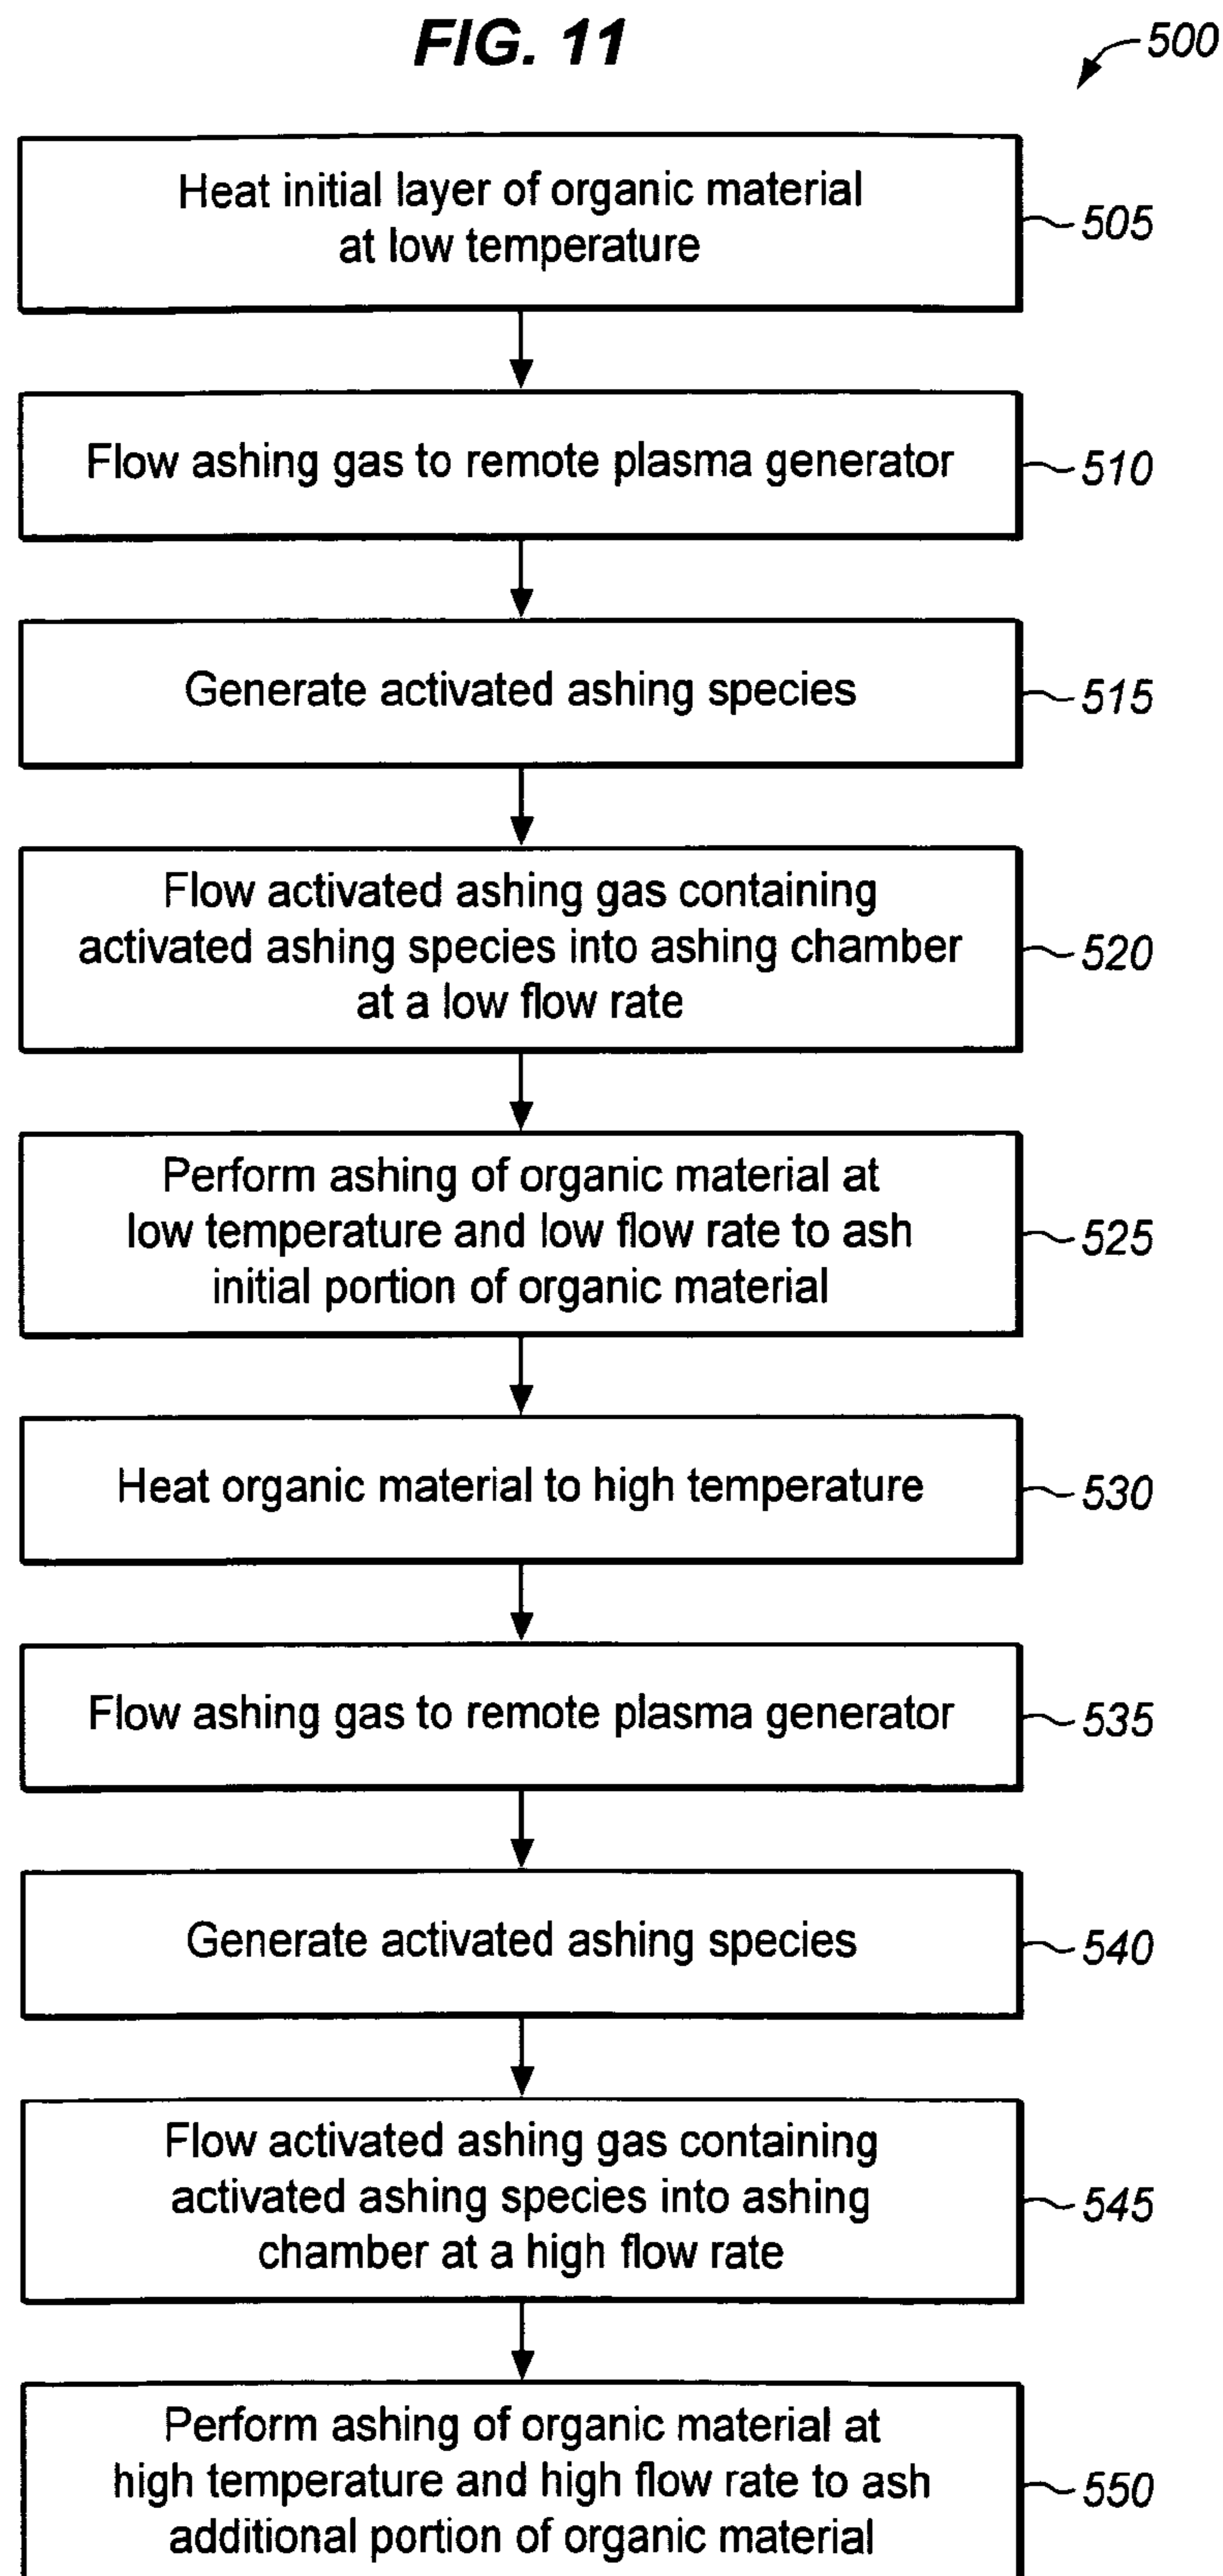 FIG. 11
500
Heat initial layer of organic material
at low temperature
505
Flow ashing gas to remote plasma generator
510
Generate activated ashing species
515
Flow activated ashing gas containing
activated ashing species into ashing chamber
at a low flow rate
520
Perform ashing of organic material at
low temperature and low flow rate to ash
initial portion of organic material
525
Heat organic material to high temperature
530
Flow ashing gas to remote plasma generator
535
Generate activated ashing species
540
Flow activated ashing gas containing
activated ashing species into ashing
chamber at a high flow rate
545
Perform ashing of organic material at
high temperature and high flow rate to ash
additional portion of organic material
550